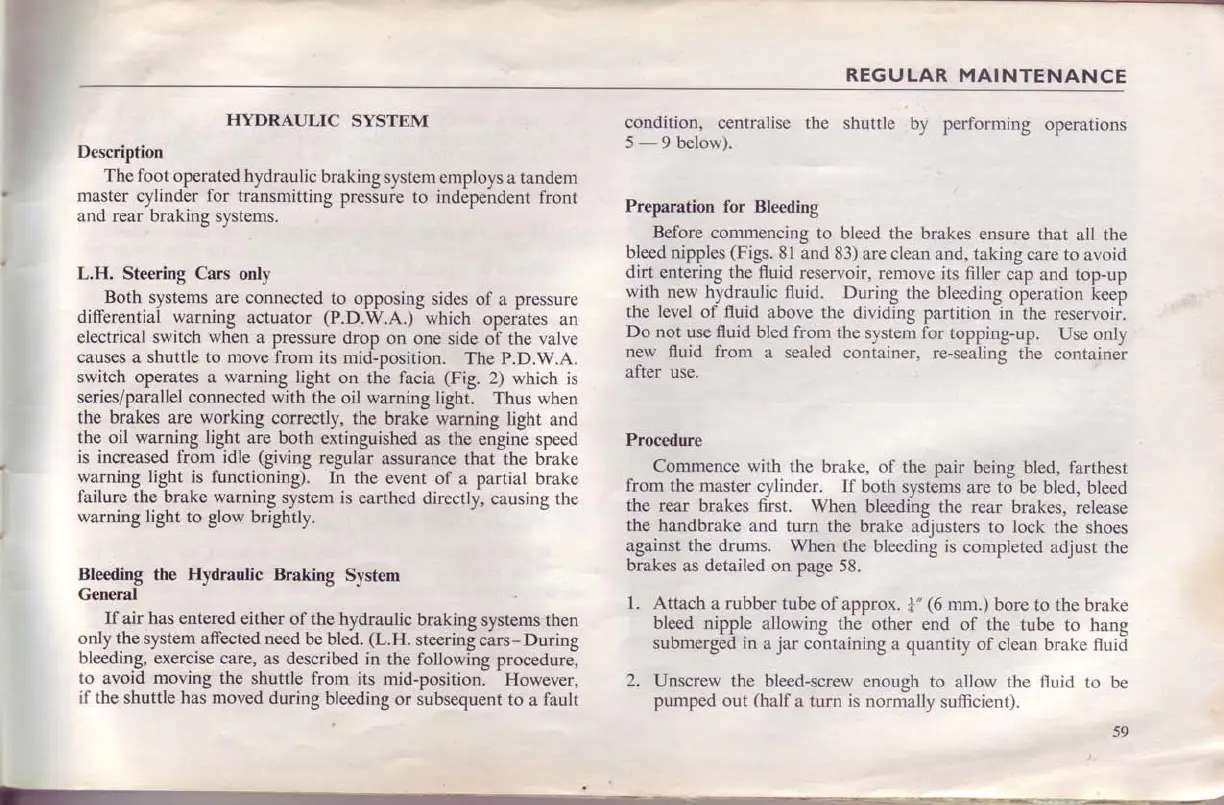 REGULAR MAINTENANCE
HYDRAULIC SYSTEM
Description
The foot operated hydraulic braking system employs a tandem
master cylinder for transmitting pressure to independent front
and rear braking systems.
L.H. Steering Cars only
Both systems are connected to opposing sides of a pressure
differential warning actuator (P.D.W.A.) which operates an
electrical switch when a pressure drop on one side of the valve
causes a shuttle to move from its mid-position. The P.D.W.A.
switch operates a warning light on the facia (Fig. 2) which is
series/parallel connected with the oil warning light. Thus when
the brakes are working correctly, the brake warning light and
the oil warning light are both extinguished as the engine speed
is increased from idle (giving regular assurance that the brake
warning light is functioning). In the event of a partial brake
failure the brake warning system is earthed directly, causing the
warning light to glow brightly.
Bleeding the Hydraulic Braking System
General
If air has entered either of the hydraulic braking systems then
only the system affected need be bled. (L.H. steering cars–During
bleeding, exercise care, as described in the following procedure,
to avoid moving the shuttle from its mid-position. However,
if the shuttle has moved during bleeding or subsequent to a fault
condition, centralise the shuttle by performing operations
5 — 9 below).
Preparation for Bleeding
Before commencing to bleed the brakes ensure that all the
bleed nipples (Figs. 81 and 83) are clean and, taking care to avoid
dirt entering the fluid reservoir, remove its filler cap and top-up
with new hydraulic fluid. During the bleeding operation keep
the level of fluid above the dividing partition in the reservoir.
Do not use fluid bled from the system for topping-up. Use only
new fluid from a sealed container, re-sealing the container
after use.
Procedure
Commence with the brake, of the pair being bled, farthest
from the master cylinder. If both systems are to be bled, bleed
the rear brakes first. When bleeding the rear brakes, release
the handbrake and turn the brake adjusters to lock the shoes
against the drums. When the bleeding is completed adjust the
brakes as detailed on page 58.
1. Attach a rubber tube of approx. ¼″ (6 mm.) bore to the brake
bleed nipple allowing the other end of the tube to hang
submerged in a jar containing a quantity of clean brake fluid
2. Unscrew the bleed-screw enough to allow the fluid to be
pumped out (half a turn is normally sufficient).
59